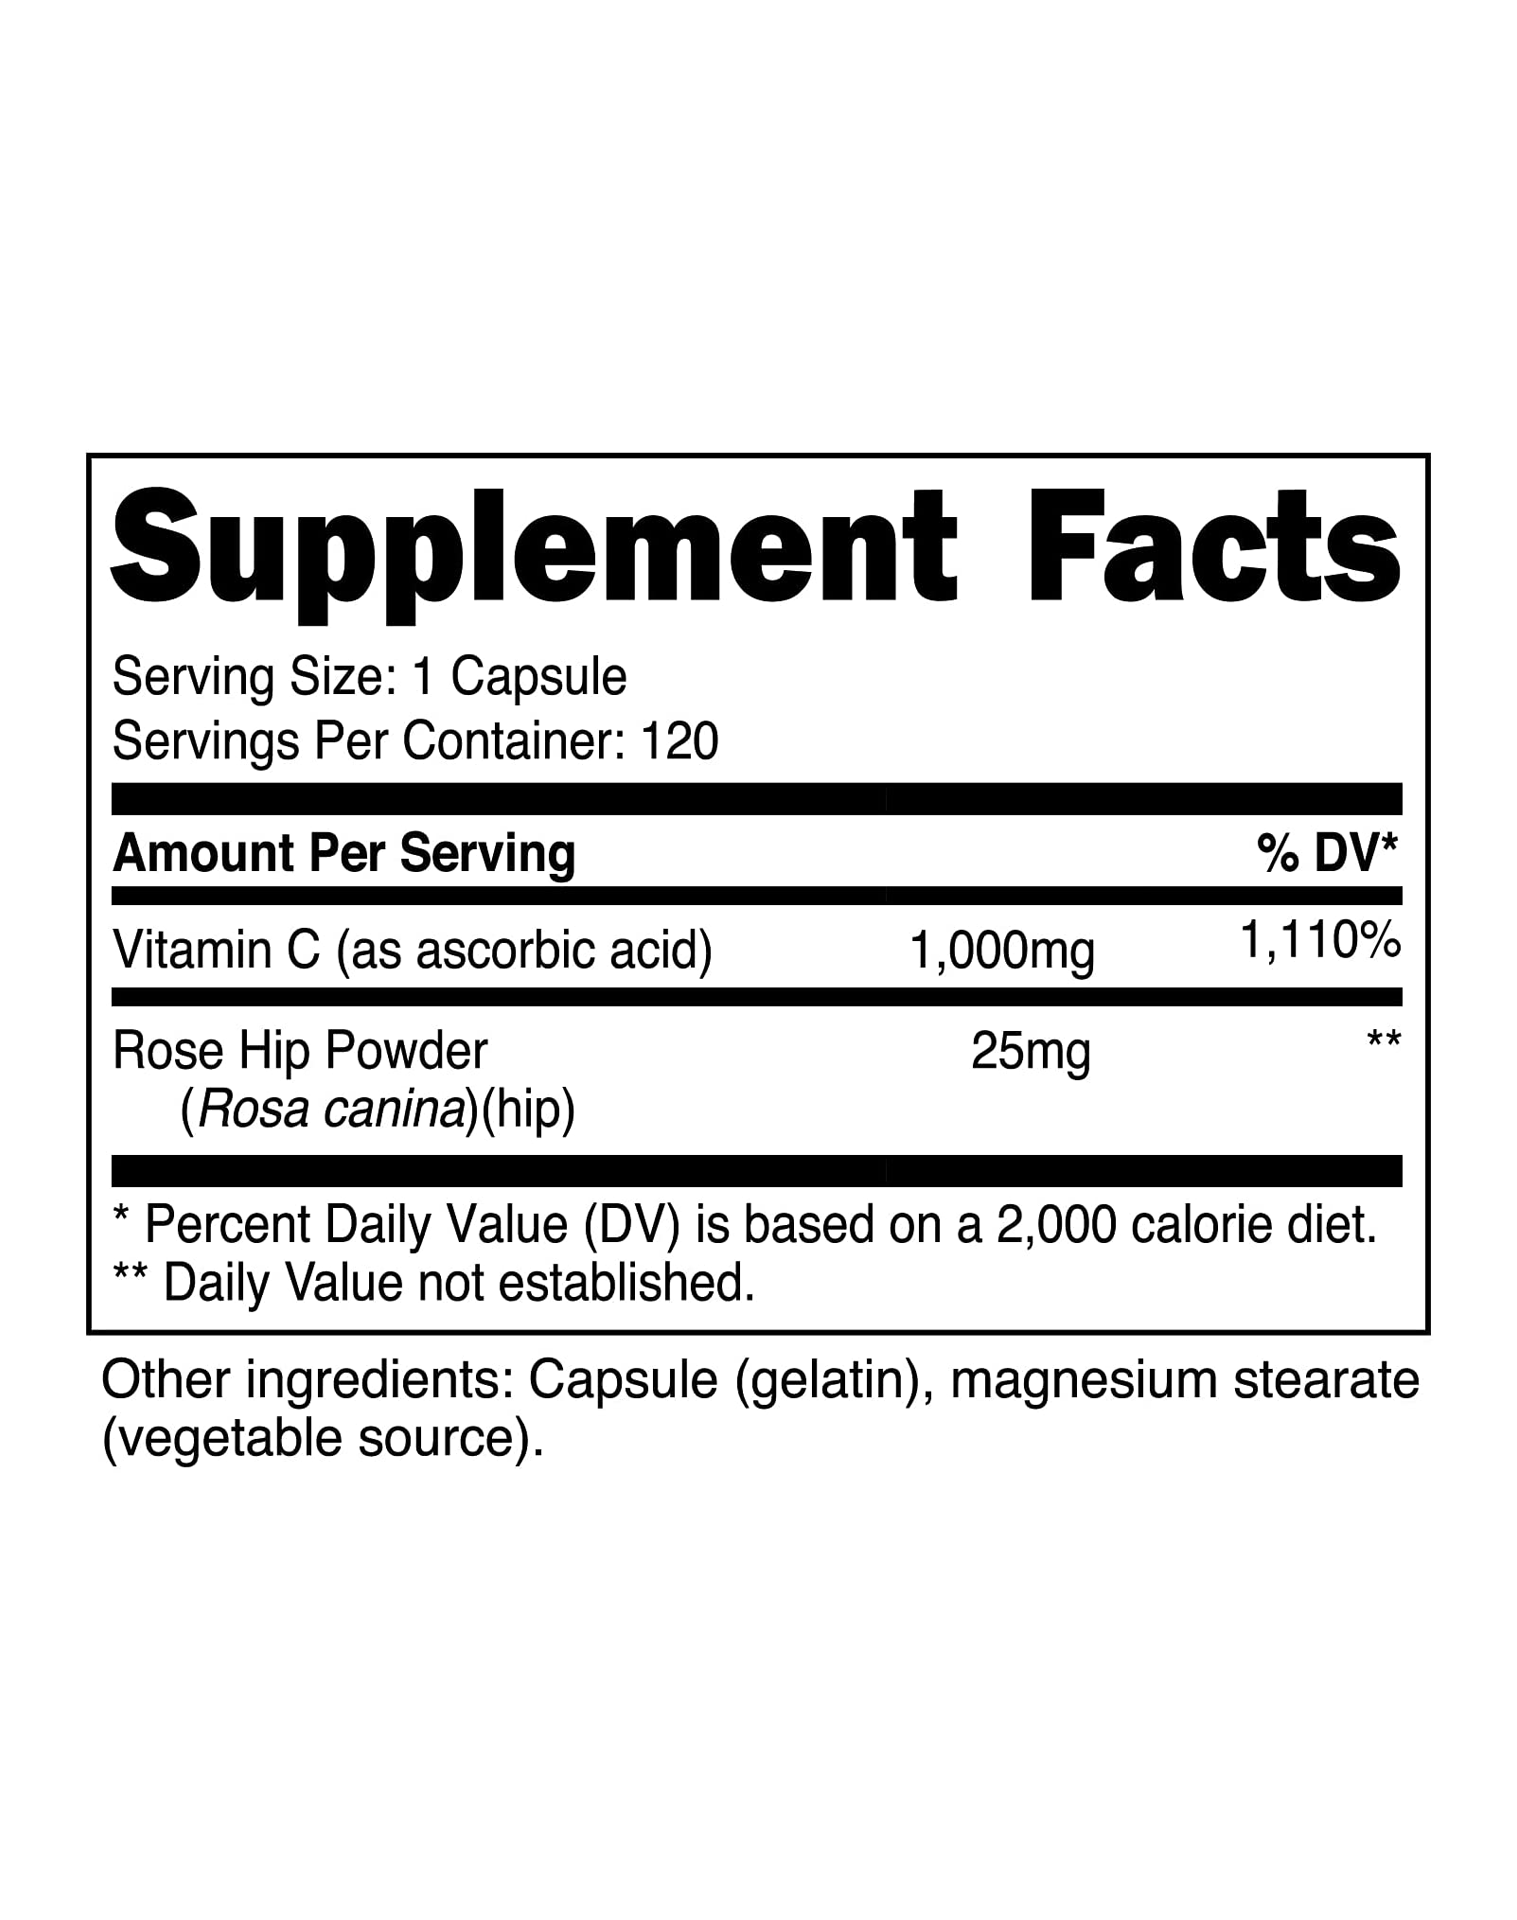 Supplement Facts
Serving Size: 1 Capsule
Servings Per Container: 120
Amount Per Serving % DV*
Vitamin C (as ascorbic acid) 1,000mg 1,110%
Rose Hip Powder 25mg **
(Rosa canina)(hip)
* Percent Daily Value (DV) is based on a 2,000 calorie diet.
** Daily Value not established.
Other ingredients: Capsule (gelatin), magnesium stearate
(vegetable source).